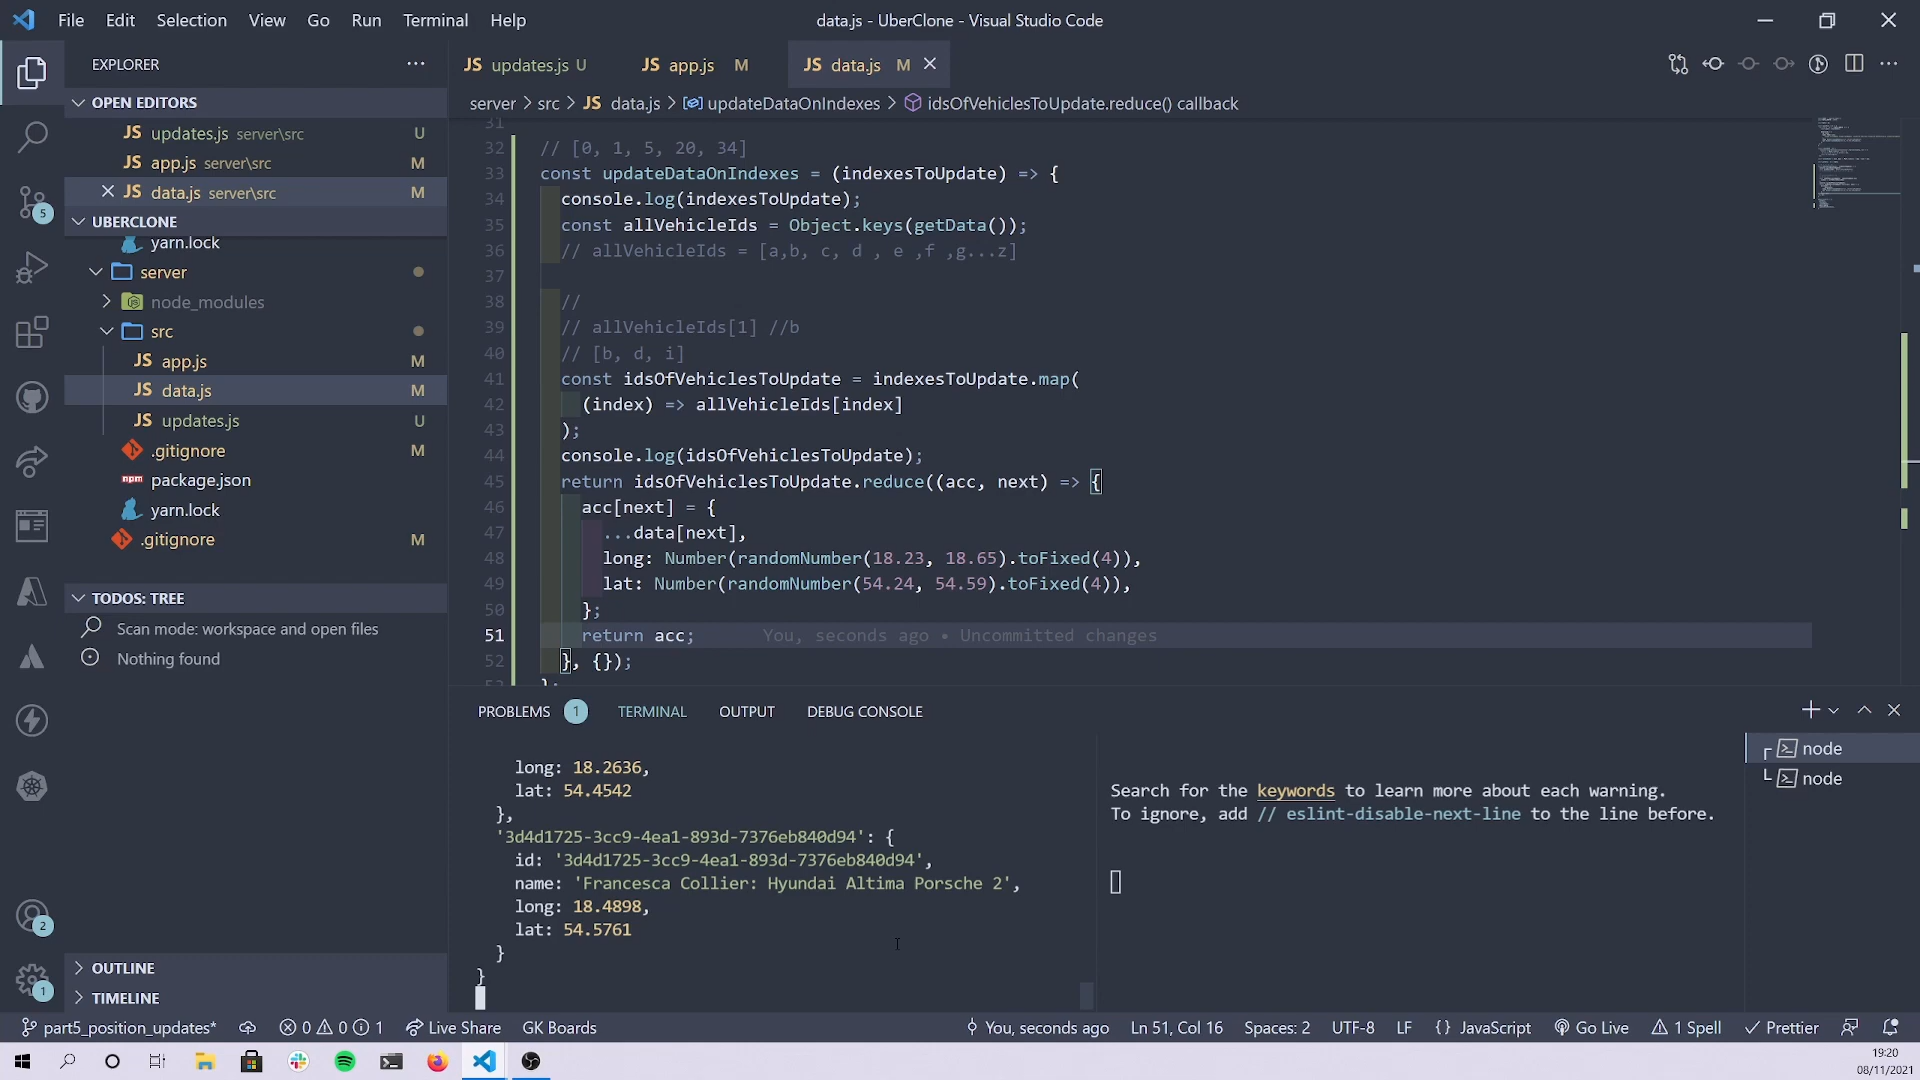 File Edit Selection View Go Run Terminal Help
data.js - UberClone - Visual Studio Code
EXPLORER
OPEN EDITORS
JS updates.js server\src U
JS app.js server\src M
JS data.js server\src M
UBERCLONE
yarn.lock
server
node_modules
src
JS app.js M
JS data.js M
JS updates.js U
.gitignore M
npm package.json
yarn.lock
.gitignore M
TODOS: TREE
Scan mode: workspace and open files
Nothing found
OUTLINE
TIMELINE
5
2
1
JS updates.js U JS app.js M JS data.js M
server > src > JS data.js > updateDataOnIndexes > idsOfVehiclesToUpdate.reduce() callback
31
32 // [0, 1, 5, 20, 34]
33 const updateDataOnIndexes = (indexesToUpdate) => {
34 console.log(indexesToUpdate);
35 const allVehicleIds = Object.keys(getData());
36 // allVehicleIds = [a,b, c, d , e ,f ,g...z]
37
38 //
39 // allVehicleIds[1] //b
40 // [b, d, i]
41 const idsOfVehiclesToUpdate = indexesToUpdate.map(
42 (index) => allVehicleIds[index]
43 );
44 console.log(idsOfVehiclesToUpdate);
45 return idsOfVehiclesToUpdate.reduce((acc, next) => {
46 acc[next] = {
47 ...data[next],
48 long: Number(randomNumber(18.23, 18.65).toFixed(4)),
49 lat: Number(randomNumber(54.24, 54.59).toFixed(4)),
50 };
51 return acc; You, seconds ago • Uncommitted changes
52 }, {});
53 };
PROBLEMS 1 TERMINAL OUTPUT DEBUG CONSOLE
long: 18.2636,
lat: 54.4542
},
'3d4d1725-3cc9-4ea1-893d-7376eb840d94': {
id: '3d4d1725-3cc9-4ea1-893d-7376eb840d94',
name: 'Francesca Collier: Hyundai Altima Porsche 2',
long: 18.4898,
lat: 54.5761
}
}
Search for the keywords to learn more about each warning.
To ignore, add // eslint-disable-next-line to the line before.
node
node
part5_position_updates* 0 0 1 Live Share GK Boards You, seconds ago Ln 51, Col 16 Spaces: 2 UTF-8 LF {} JavaScript Go Live 1 Spell Prettier
19:20
08/11/2021